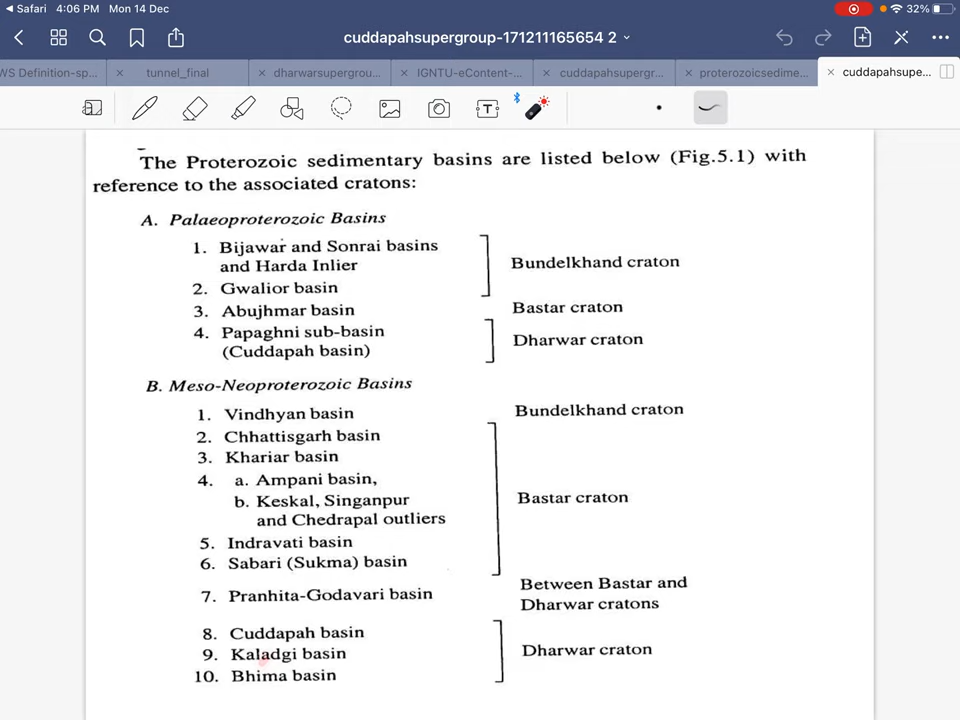 Safari 4:06 PM Mon 14 Dec 32%
cuddapahsupergroup-171211165654 2
WS Definition-sp...
tunnel_final
dharwarsupergrou...
IGNTU-eContent-...
cuddapahsupergr...
proterozoicsedime...
cuddapahsupe...
The Proterozoic sedimentary basins are listed below (Fig.5.1) with
reference to the associated cratons:
A. Palaeoproterozoic Basins
1. Bijawar and Sonrai basins
and Harda Inlier
Bundelkhand craton
2. Gwalior basin
3. Abujhmar basin Bastar craton
4. Papaghni sub-basin
(Cuddapah basin)
Dharwar craton
B. Meso-Neoproterozoic Basins
1. Vindhyan basin Bundelkhand craton
2. Chhattisgarh basin
3. Khariar basin
4. a. Ampani basin,
b. Keskal, Singanpur
and Chedrapal outliers
Bastar craton
5. Indravati basin
6. Sabari (Sukma) basin
7. Pranhita-Godavari basin
Between Bastar and
Dharwar cratons
8. Cuddapah basin
9. Kaladgi basin
10. Bhima basin
Dharwar craton